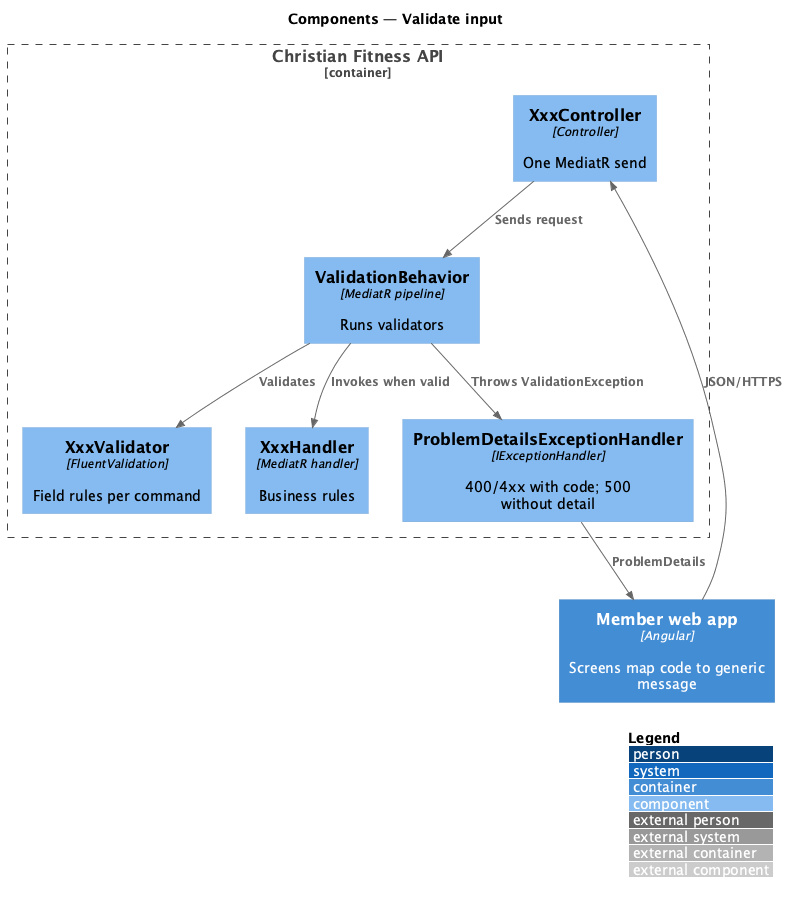 Components — Validate input
Christian Fitness API
[container]
XxxController
[Controller]
One MediatR send
Sends request
ValidationBehavior
[MediatR pipeline]
Runs validators
Validates
Invokes when valid
Throws ValidationException
JSON/HTTPS
XxxValidator
[FluentValidation]
Field rules per command
XxxHandler
[MediatR handler]
Business rules
ProblemDetailsExceptionHandler
[IExceptionHandler]
400/4xx with code; 500
without detail
ProblemDetails
Member web app
[Angular]
Screens map code to generic
message
Legend
person
system
container
component
external person
external system
external container
external component